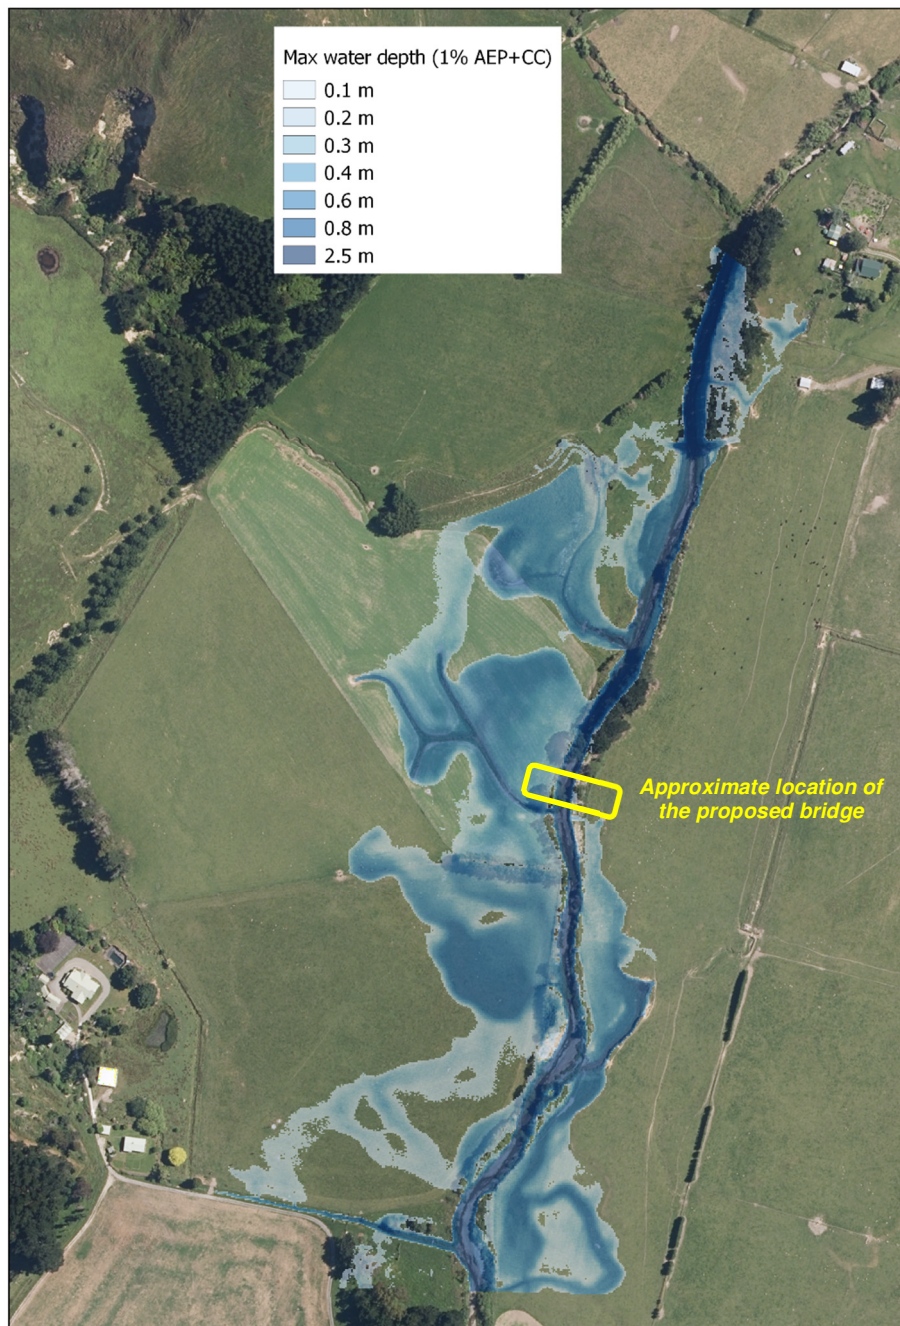 Max water depth (1% AEP+CC)
0.1 m
0.2 m
0.3 m
0.4 m
0.6 m
0.8 m
2.5 m
Approximate location of
the proposed bridge